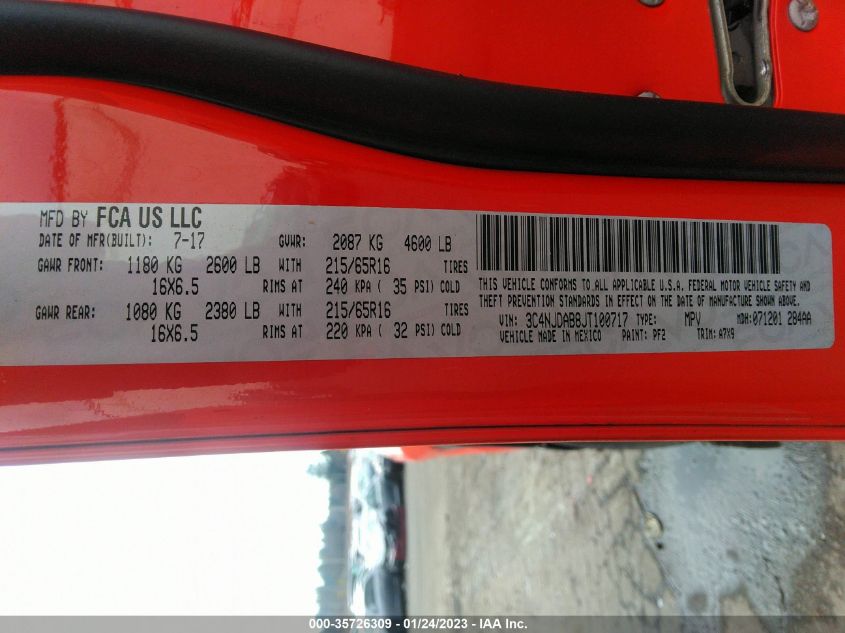 MFD BY FCA US LLC
DATE OF MFR(BUILT): 7-17 GVWR: 2087 KG 4600 LB
GAWR FRONT: 1180 KG 2600 LB WITH 215/65R16 TIRES
16X6.5 RIMS AT 240 KPA ( 35 PSI) COLD
GAWR REAR: 1080 KG 2380 LB WITH 215/65R16 TIRES
16X6.5 RIMS AT 220 KPA ( 32 PSI) COLD
THIS VEHICLE CONFORMS TO ALL APPLICABLE U.S.A. FEDERAL MOTOR VEHICLE SAFETY AND
THEFT PREVENTION STANDARDS IN EFFECT ON THE DATE OF MANUFACTURE SHOWN ABOVE.
VIN: 3C4NJDAB8JT100717 TYPE: MPV MDH: 071201 284AA
VEHICLE MADE IN MEXICO PAINT: PF2 TRIM: A7X9
000-35726309 - 01/24/2023 - IAA Inc.